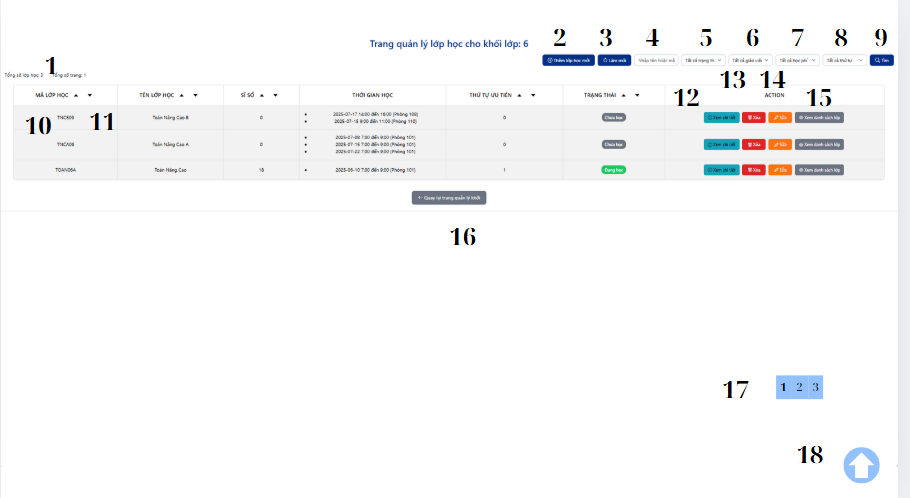 Trang quản lý lớp học cho khối lớp: 6
2 3 4 5 6 7 8 9
Thêm lớp học mới Làm mới Nhập tên hoặc mã Tất cả trạng th Tất cả giáo viê Tất cả học phí Tất cả thứ tự Tìm
1
Tổng số lớp học: 3 Tổng số trang: 1
13 14
MÃ LỚP HỌC ▲ ▼ TÊN LỚP HỌC ▲ ▼ SĨ SỐ ▲ ▼ THỜI GIAN HỌC THỨ TỰ ƯU TIÊN ▲ ▼ TRẠNG THÁI ▲ ▼ ACTION
12 15
10 11
TNCB06 Toán Nâng Cao B 0 Chưa học Xem chi tiết Xóa Sửa Xem danh sách lớp
• 2025-07-17 14:00 đến 16:00 (Phòng 102)
• 2025-07-15 9:00 đến 11:00 (Phòng 110)
0
TNCA06 Toán Nâng Cao A 0
• 2025-07-08 7:00 đến 9:00 (Phòng 101)
• 2025-07-15 7:00 đến 9:00 (Phòng 101)
• 2025-07-22 7:00 đến 9:00 (Phòng 101)
0 Chưa học Xem chi tiết Xóa Sửa Xem danh sách lớp
TOAN06A Toán Nâng Cao • 2025-06-10 7:00 đến 9:00 (Phòng 101) 1 Đang học Xem chi tiết Xóa Sửa Xem danh sách lớp
← Quay lại trang quản lý khối
16
17 1 2 3
18